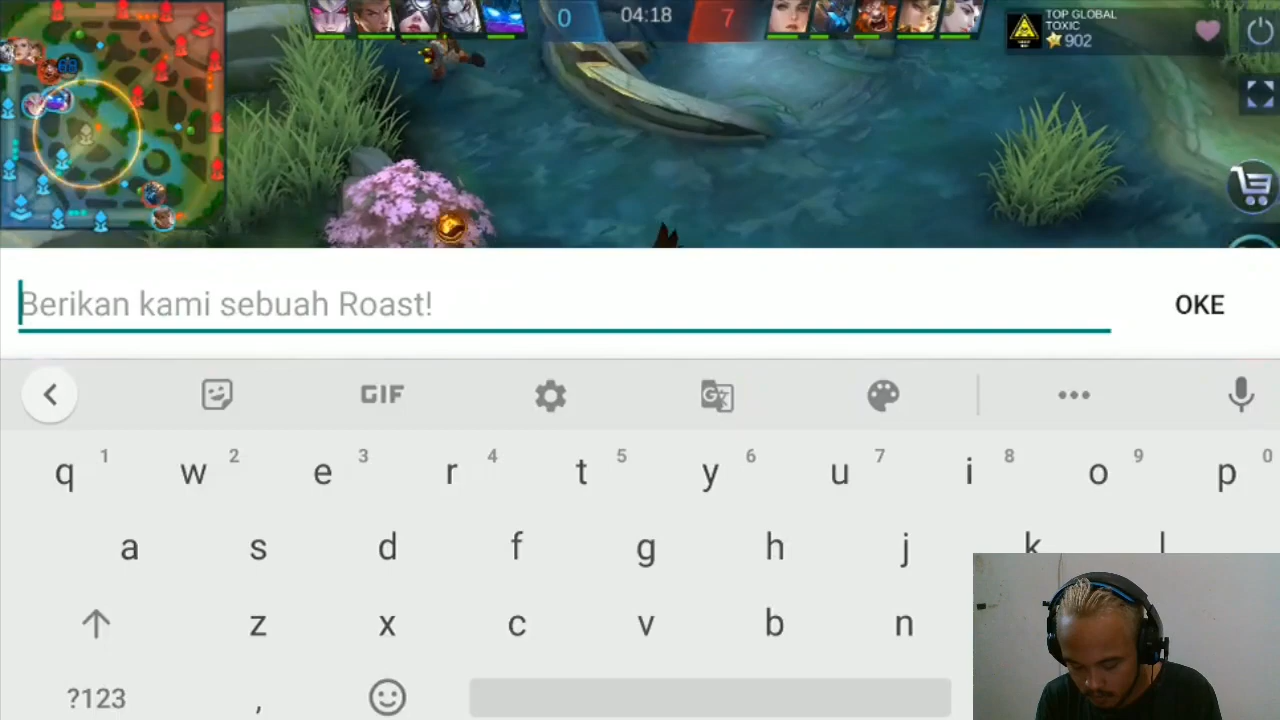 0 04:18 7
TOP GLOBAL
TOXIC
902
Berikan kami sebuah Roast!
OKE
GIF
1 2 3 4 5 6 7 8 9 0
q w e r t y u i o p
a s d f g h j k l
z x c v b n
?123 ,